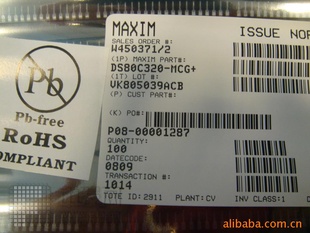 MAXIM
ISSUE NOR
SALES ORDER #:
W450371/2
(1P) MAXIM PART#:
DS80C320-MCG+
(1T) LOT #:
VK805039ACB
(P) CUST PART#:
(K) PO#:
P08-00001287
QUANTITY:
100
DATECODE:
0809
TRANSACTION #:
1014
TOTE ID:2911
PLANT:CV
INV CLASS:1
Pb
Pb-free
RoHS
COMPLIANT
alibaba.com.cn